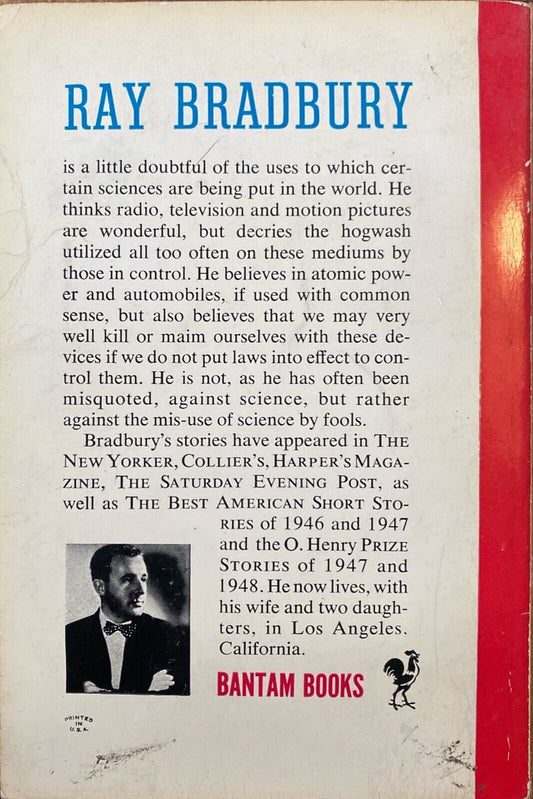 RAY BRADBURY
is a little doubtful of the uses to which cer-
tain sciences are being put in the world. He
thinks radio, television and motion pictures
are wonderful, but decries the hogwash
utilized all too often on these mediums by
those in control. He believes in atomic pow-
er and automobiles, if used with common
sense, but also believes that we may very
well kill or maim ourselves with these de-
vices if we do not put laws into effect to con-
trol them. He is not, as he has often been
misquoted, against science, but rather
against the mis-use of science by fools.
Bradbury's stories have appeared in THE
NEW YORKER, COLLIER'S, HARPER'S MAGA-
ZINE, THE SATURDAY EVENING POST, as
well as THE BEST AMERICAN SHORT STO-
RIES of 1946 and 1947
and the O. Henry PRIZE
STORIES of 1947 and
1948. He now lives, with
his wife and two daugh-
ters, in Los Angeles.
California.
BANTAM BOOKS
PRINTED
IN
U.S.A.